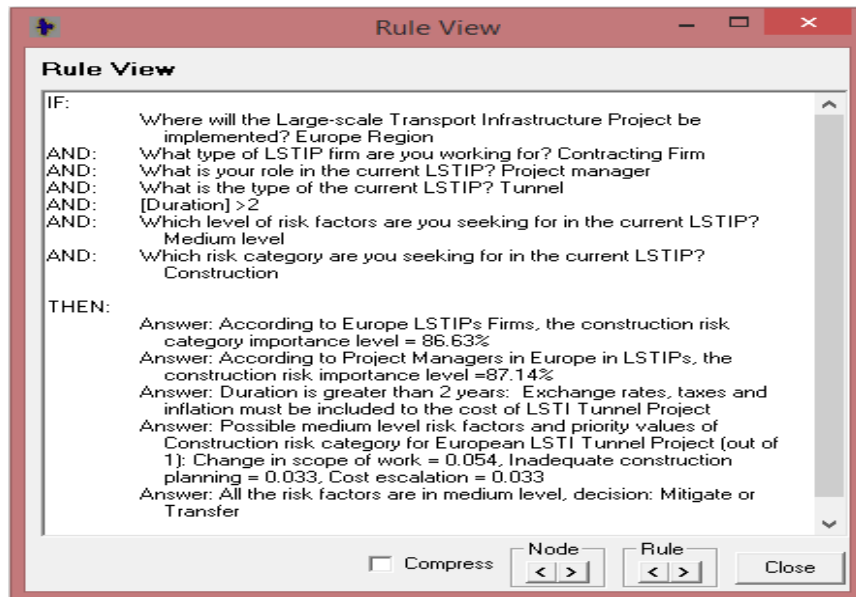 Rule View
Rule View
IF:
Where will the Large-scale Transport Infrastructure Project be
implemented? Europe Region
AND: What type of LSTIP firm are you working for? Contracting Firm
AND: What is your role in the current LSTIP? Project manager
AND: What is the type of the current LSTIP? Tunnel
AND: [Duration] >2
AND: Which level of risk factors are you seeking for in the current LSTIP?
Medium level
AND: Which risk category are you seeking for in the current LSTIP?
Construction
THEN:
Answer: According to Europe LSTIPs Firms, the construction risk
category importance level = 86.63%
Answer: According to Project Managers in Europe in LSTIPs, the
construction risk importance level =87.14%
Answer: Duration is greater than 2 years: Exchange rates, taxes and
inflation must be included to the cost of LSTI Tunnel Project
Answer: Possible medium level risk factors and priority values of
Construction risk category for European LSTI Tunnel Project (out of
1): Change in scope of work = 0.054, Inadequate construction
planning = 0.033, Cost escalation = 0.033
Answer: All the risk factors are in medium level, decision: Mitigate or
Transfer
Compress Node < > Rule < > Close